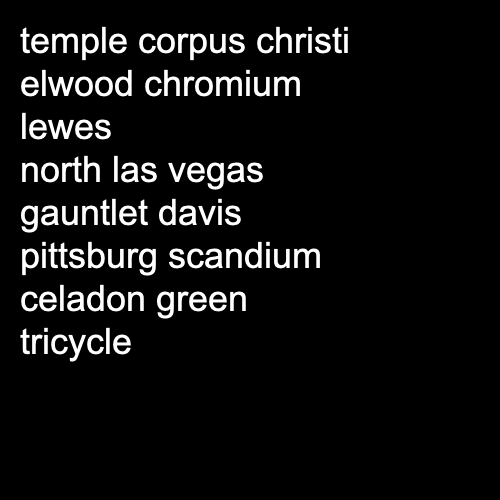 temple corpus christi
elwood chromium
lewes
north las vegas
gauntlet davis
pittsburg scandium
celadon green
tricycle